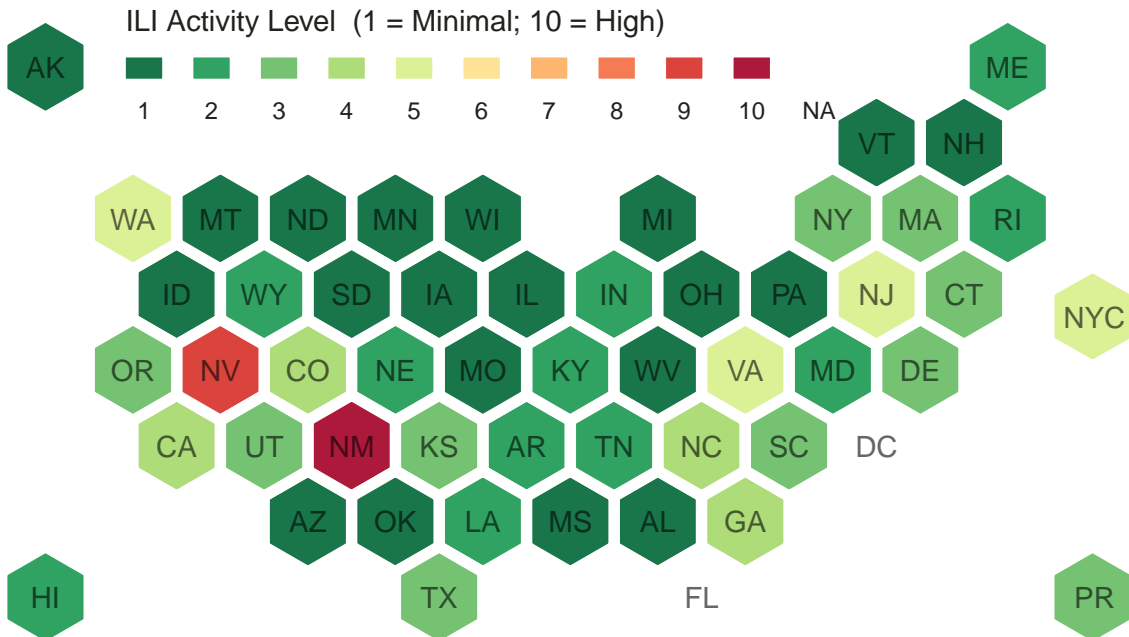 ILI Activity Level (1 = Minimal; 10 = High)
AK ME
1 2 3 4 5 6 7 8 9 10 NA
VT NH
WA MT ND MN WI MI NY MA RI
ID WY SD IA IL IN OH PA NJ CT
NYC
OR NV CO NE MO KY WV VA MD DE
CA UT NM KS AR TN NC SC DC
AZ OK LA MS AL GA
HI TX FL PR